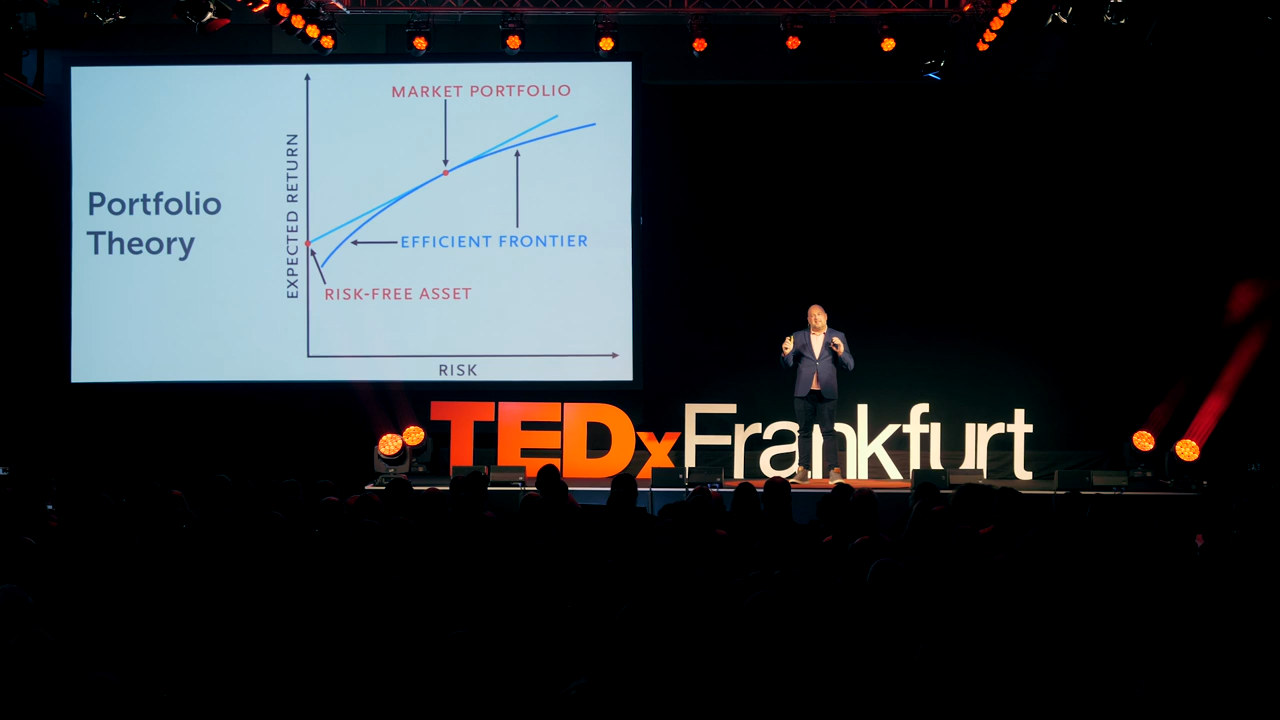 Portfolio
Theory
EXPECTED RETURN
MARKET PORTFOLIO
EFFICIENT FRONTIER
RISK-FREE ASSET
RISK
TEDxFrankfurt